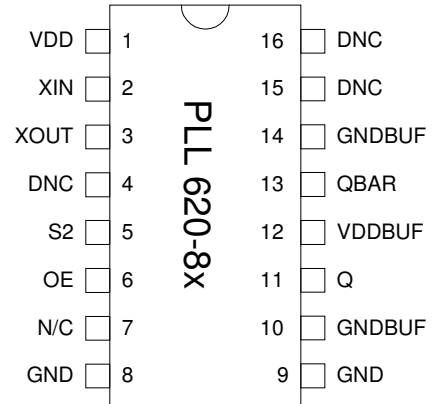 VDD 1 16 DNC
XIN 2 15 DNC
XOUT 3 14 GNDBUF
DNC 4 13 QBAR
S2 5 12 VDDBUF
OE 6 11 Q
N/C 7 10 GNDBUF
GND 8 9 GND
PLL 620-8x